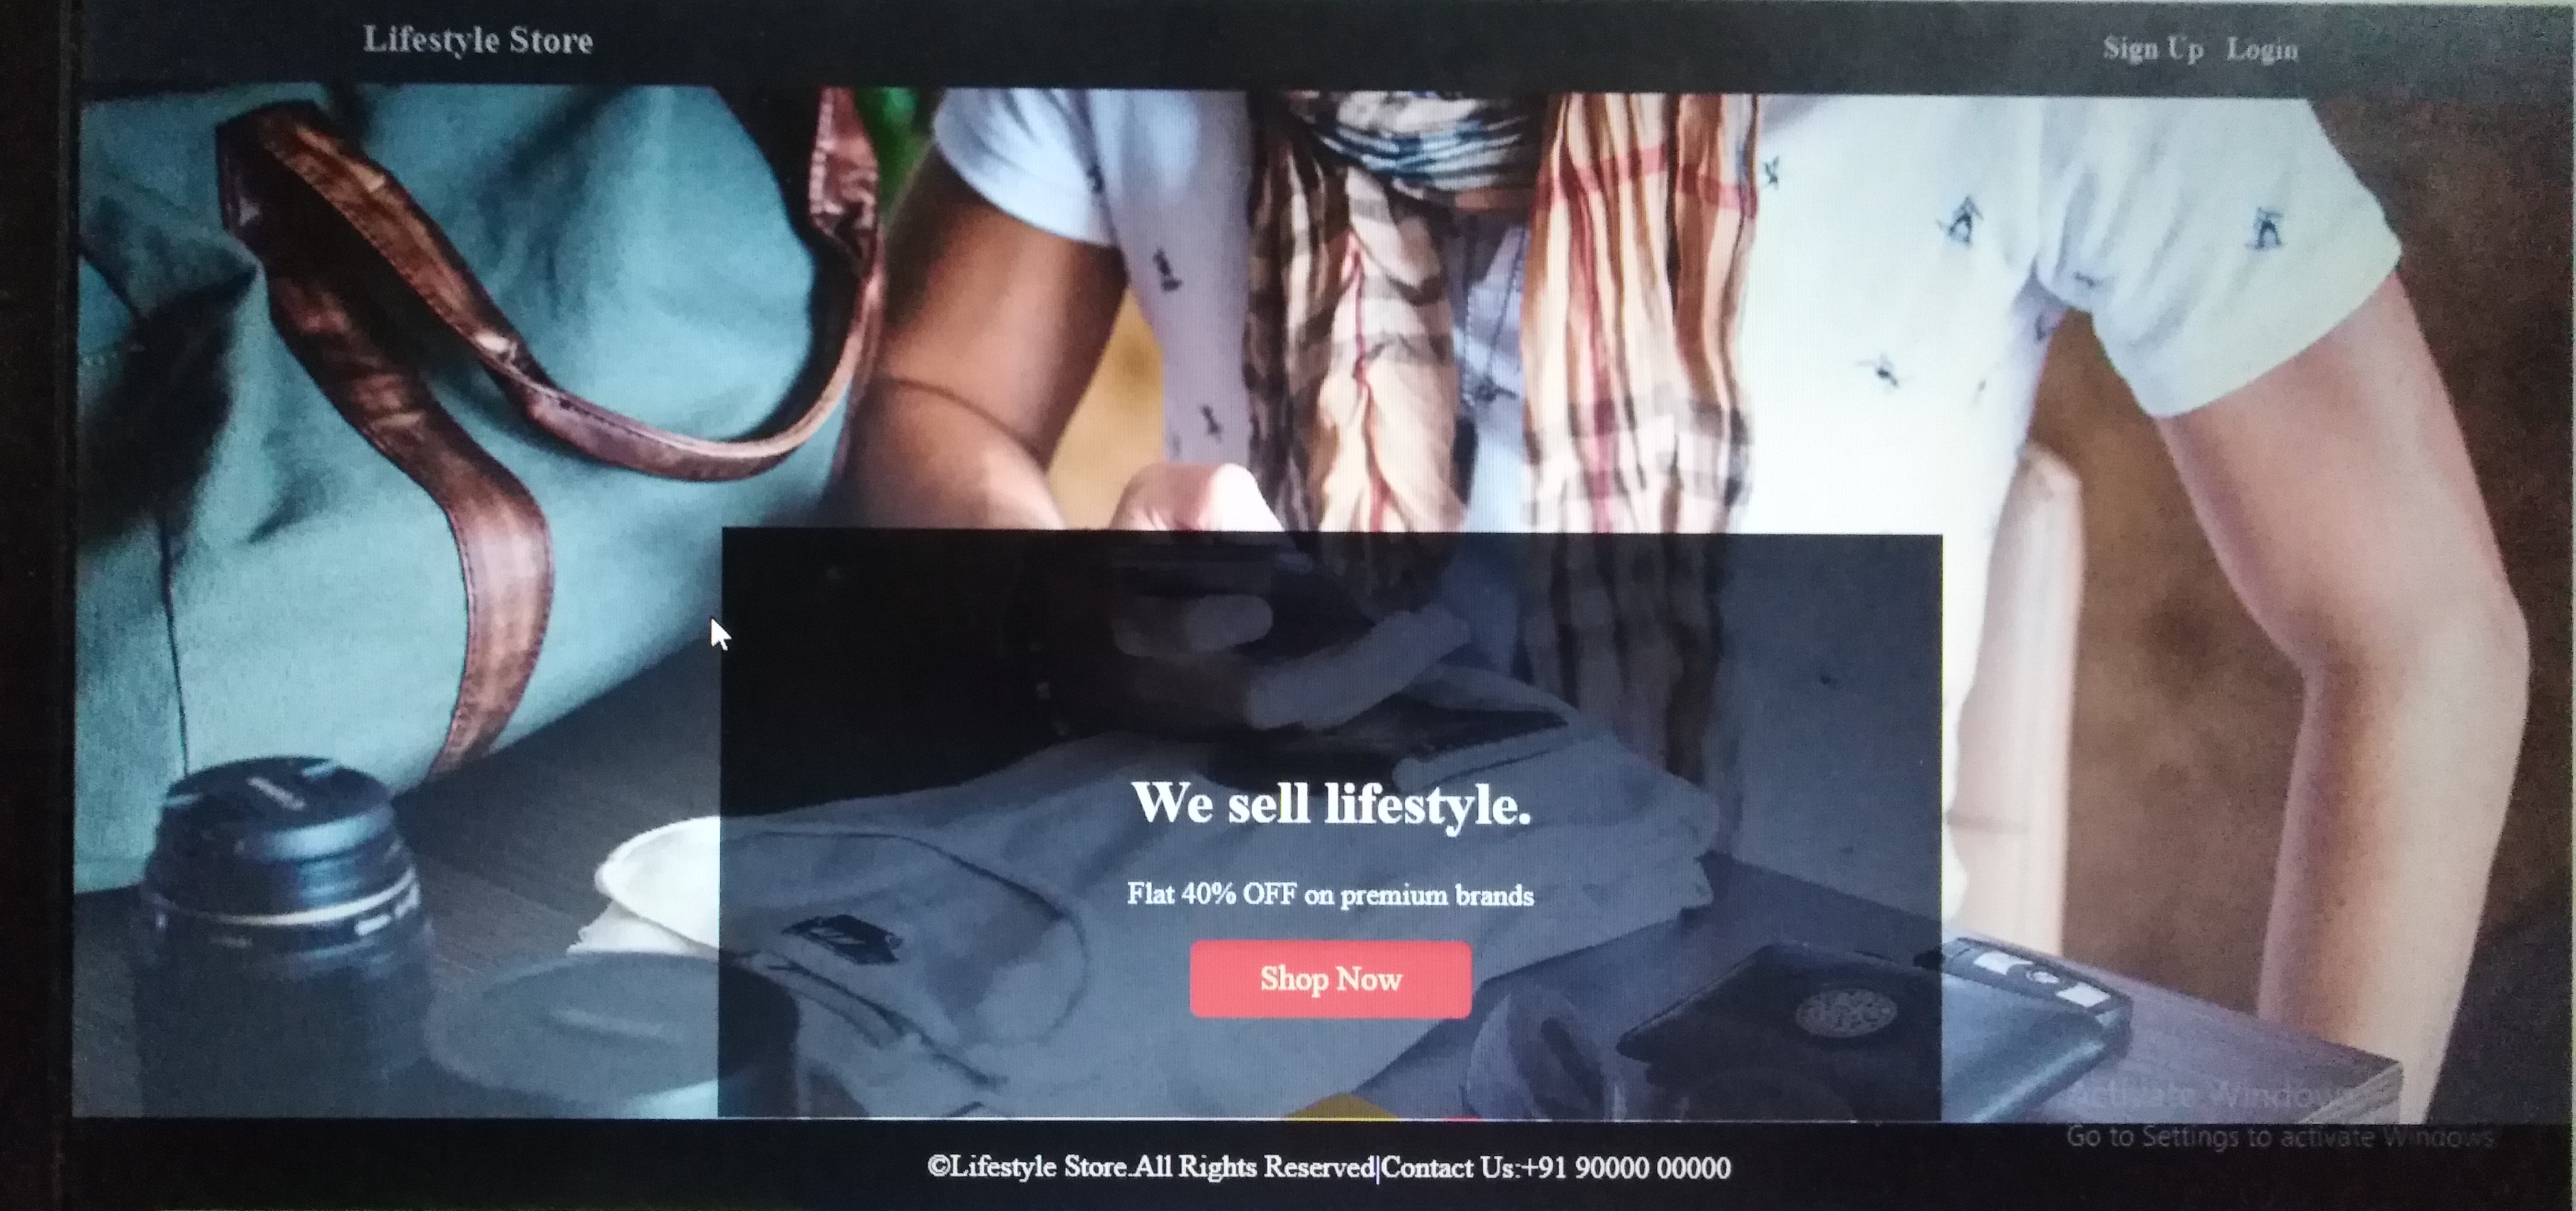 Lifestyle Store
Sign Up Login
We sell lifestyle.
Flat 40% OFF on premium brands
Shop Now
Activate Windows
Go to Settings to activate Windows.
©Lifestyle Store.All Rights Reserved|Contact Us:+91 90000 00000